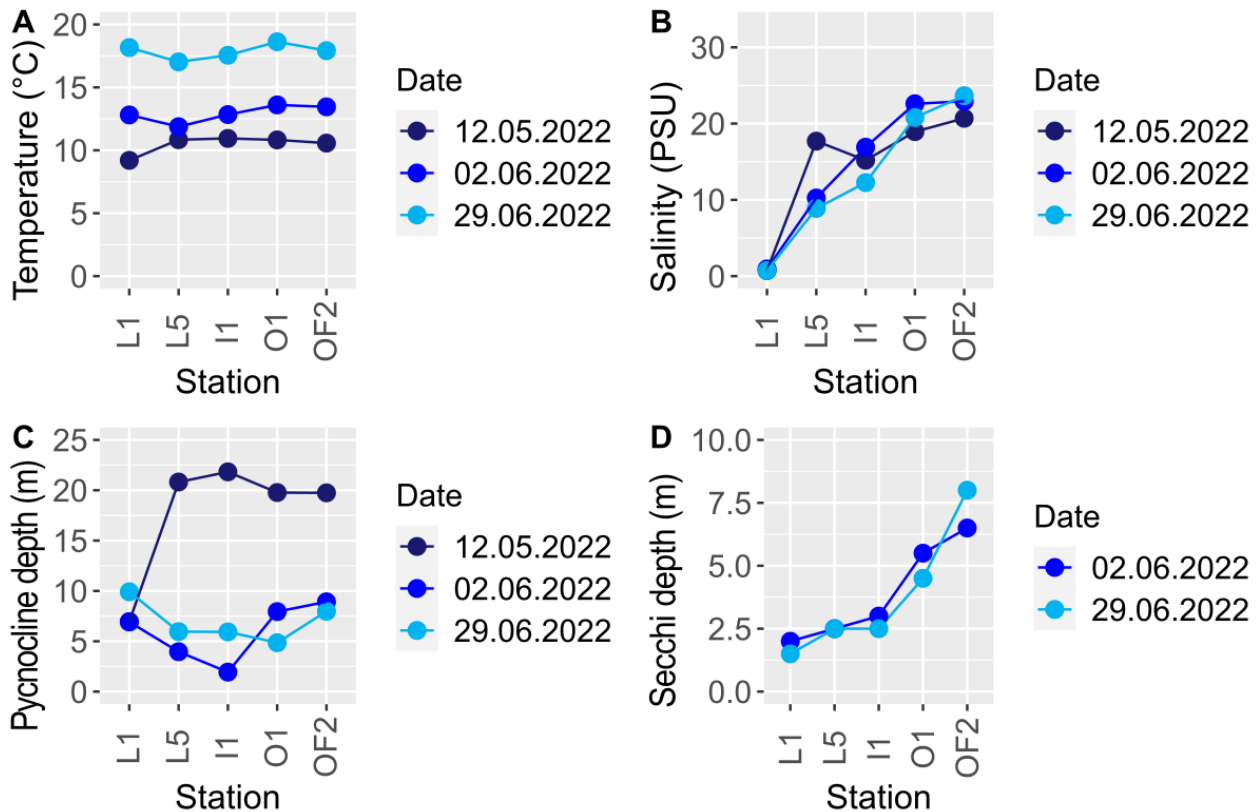 A
Temperature (°C)
20
15
10
5
0
L1
L5
I1
O1
OF2
Station
Date
12.05.2022
02.06.2022
29.06.2022
B
Salinity (PSU)
30
20
10
0
L1
L5
I1
O1
OF2
Station
Date
12.05.2022
02.06.2022
29.06.2022
C
Pycnocline depth (m)
25
20
15
10
5
0
L1
L5
I1
O1
OF2
Station
Date
12.05.2022
02.06.2022
29.06.2022
D
Secchi depth (m)
10.0
7.5
5.0
2.5
0.0
L1
L5
I1
O1
OF2
Station
Date
02.06.2022
29.06.2022